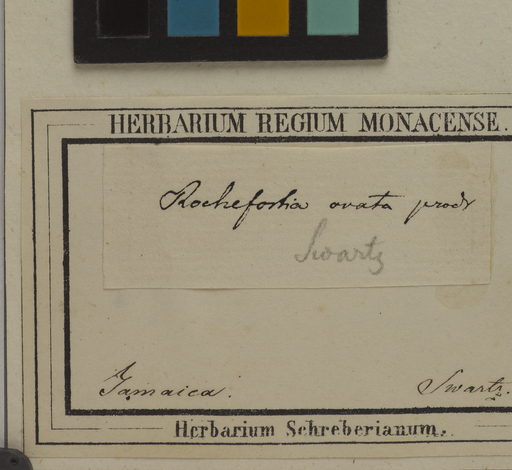 HERBARIUM REGIUM MONACENSE.
Rochefortia ovata prodr
Swartz
Jamaica. Swartz.
Herbarium Schreberianum.